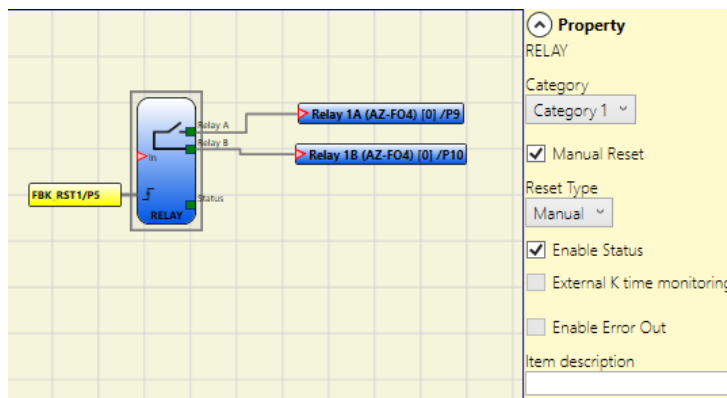 Property
RELAY
Category
Category 1
Manual Reset
Reset Type
Manual
Enable Status
External K time monitoring
Enable Error Out
Item description
Relay A
Relay 1A (AZ-FO4) [0] /P9
Relay B
Relay 1B (AZ-FO4) [0] /P10
In
FBK_RST1/P5
Status
RELAY